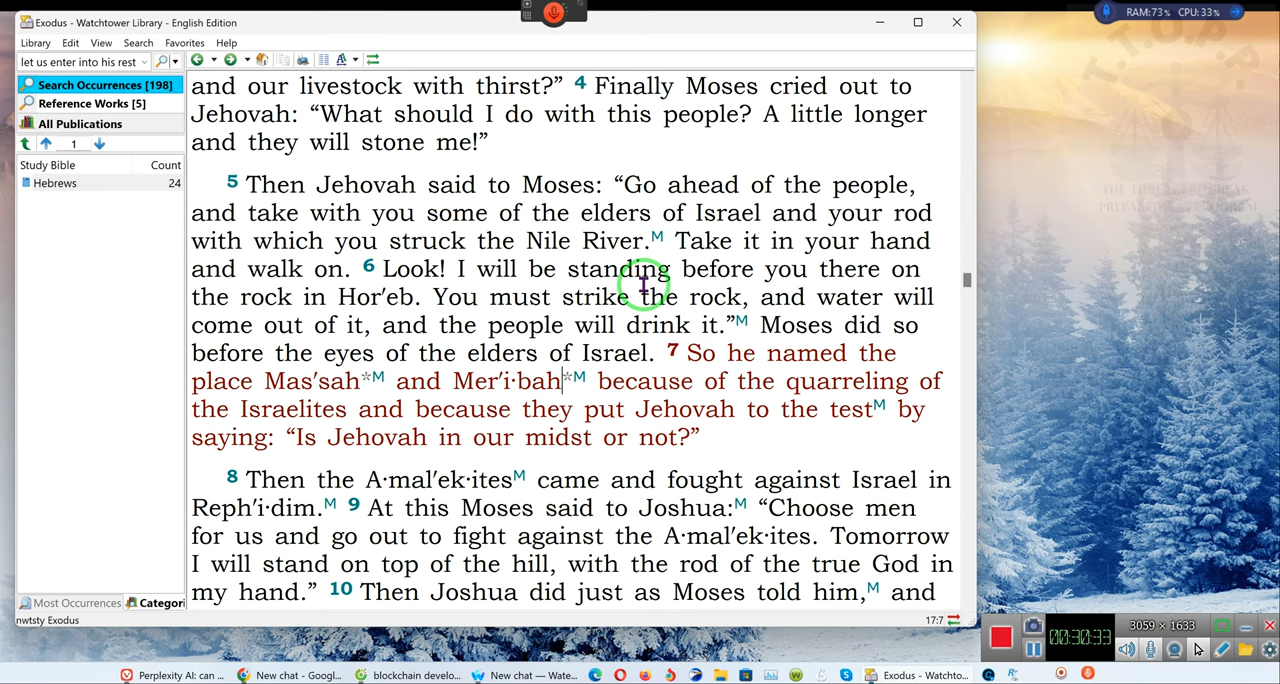 Exodus - Watchtower Library - English Edition
RAM:73% CPU:33%
Library Edit View Search Favorites Help
let us enter into his rest
Search Occurrences [198]
Reference Works [5]
All Publications
1
Study Bible Count
Hebrews 24
and our livestock with thirst?” 4 Finally Moses cried out to
Jehovah: “What should I do with this people? A little longer
and they will stone me!”
5 Then Jehovah said to Moses: “Go ahead of the people,
and take with you some of the elders of Israel and your rod
with which you struck the Nile River.M Take it in your hand
and walk on. 6 Look! I will be standing before you there on
the rock in Horʹeb. You must strike the rock, and water will
come out of it, and the people will drink it.”M Moses did so
before the eyes of the elders of Israel. 7 So he named the
place Masʹsah*M and Merʹi·bah*M because of the quarreling of
the Israelites and because they put Jehovah to the testM by
saying: “Is Jehovah in our midst or not?”
8 Then the A·malʹek·itesM came and fought against Israel in
Rephʹi·dim.M 9 At this Moses said to Joshua:M “Choose men
for us and go out to fight against the A·malʹek·ites. Tomorrow
I will stand on top of the hill, with the rod of the true God in
my hand.” 10 Then Joshua did just as Moses told him,M and
Most Occurrences Categori
nwtsty Exodus 17:7
T.O.P.P
3059 × 1633
00:30:33
Perplexity AI: can ... New chat - Googl... blockchain develo... New chat — Wate... Exodus - Watchto...